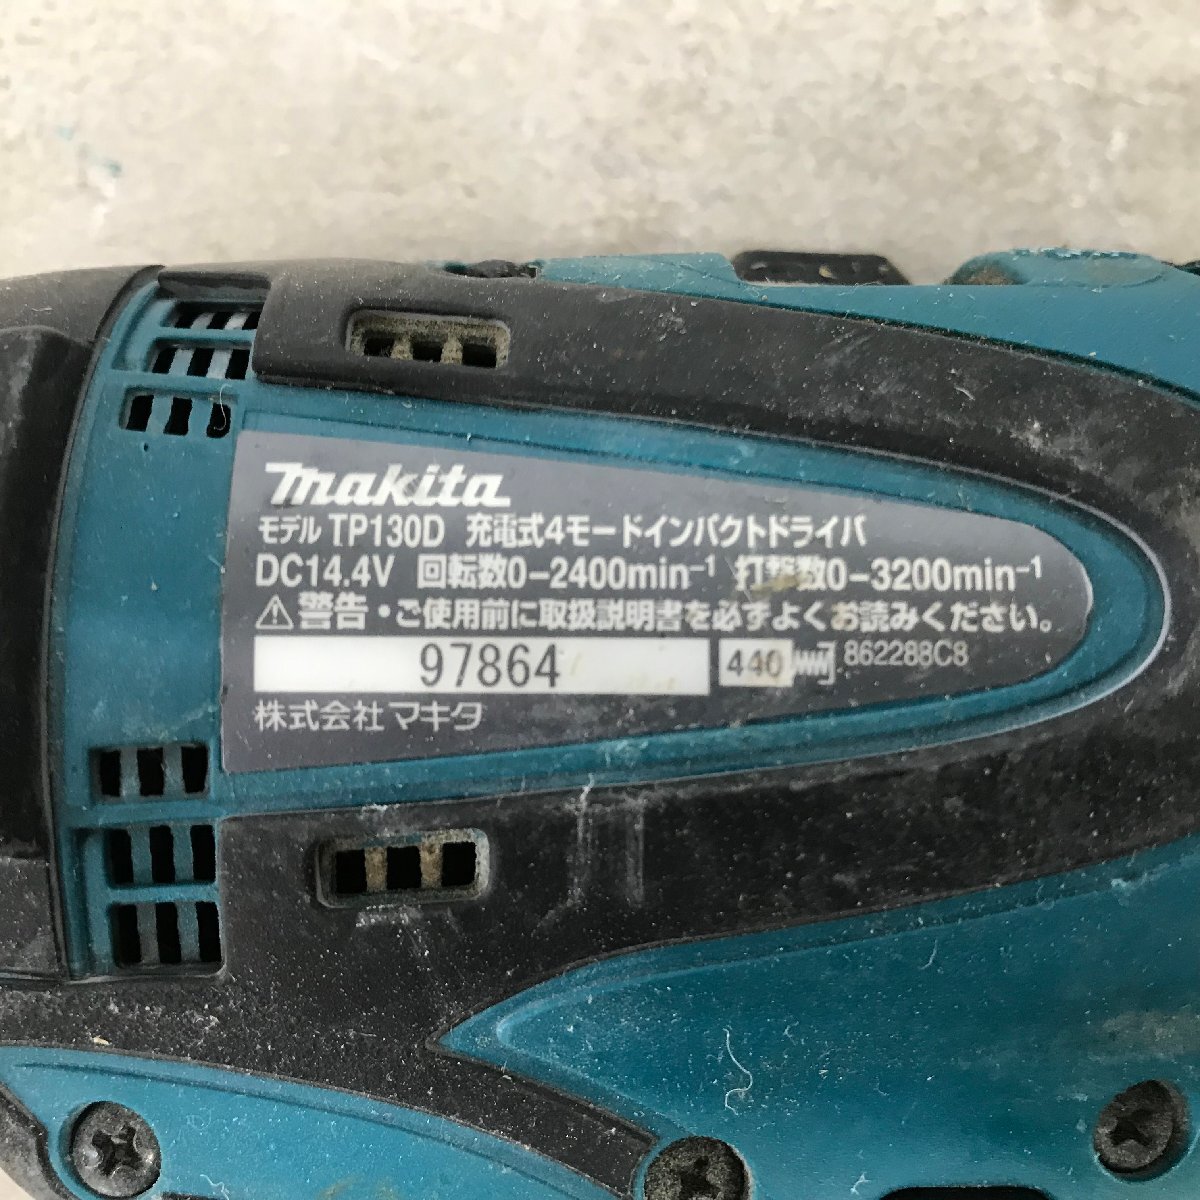 makita
モデル TP130D 充電式4モードインパクトドライバ
DC14.4V 回転数0-2400min⁻¹ 打撃数0-3200min⁻¹
⚠警告・ご使用前に取扱説明書を必ずよくお読みください。
97864 440 862288C8
株式会社マキタ